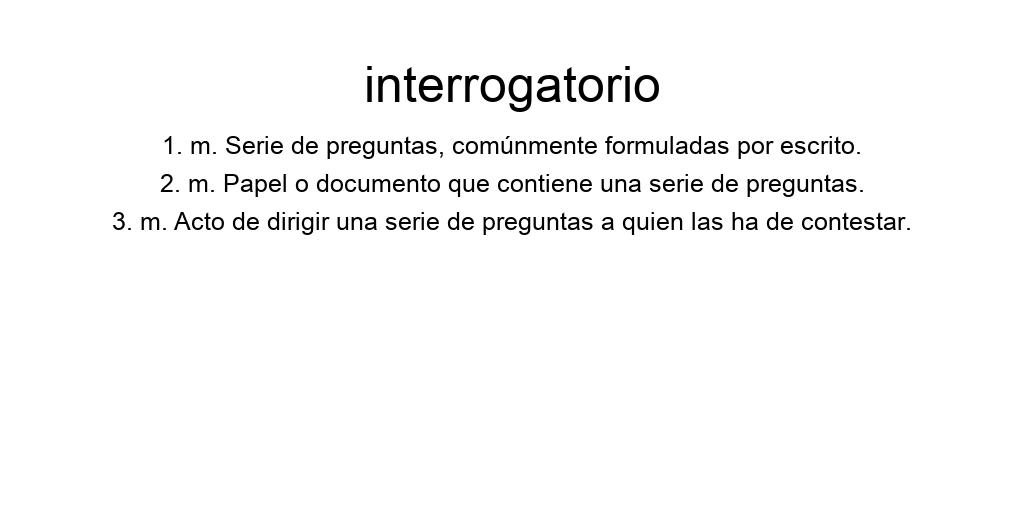 interrogatorio
1. m. Serie de preguntas, comúnmente formuladas por escrito.
2. m. Papel o documento que contiene una serie de preguntas.
3. m. Acto de dirigir una serie de preguntas a quien las ha de contestar.